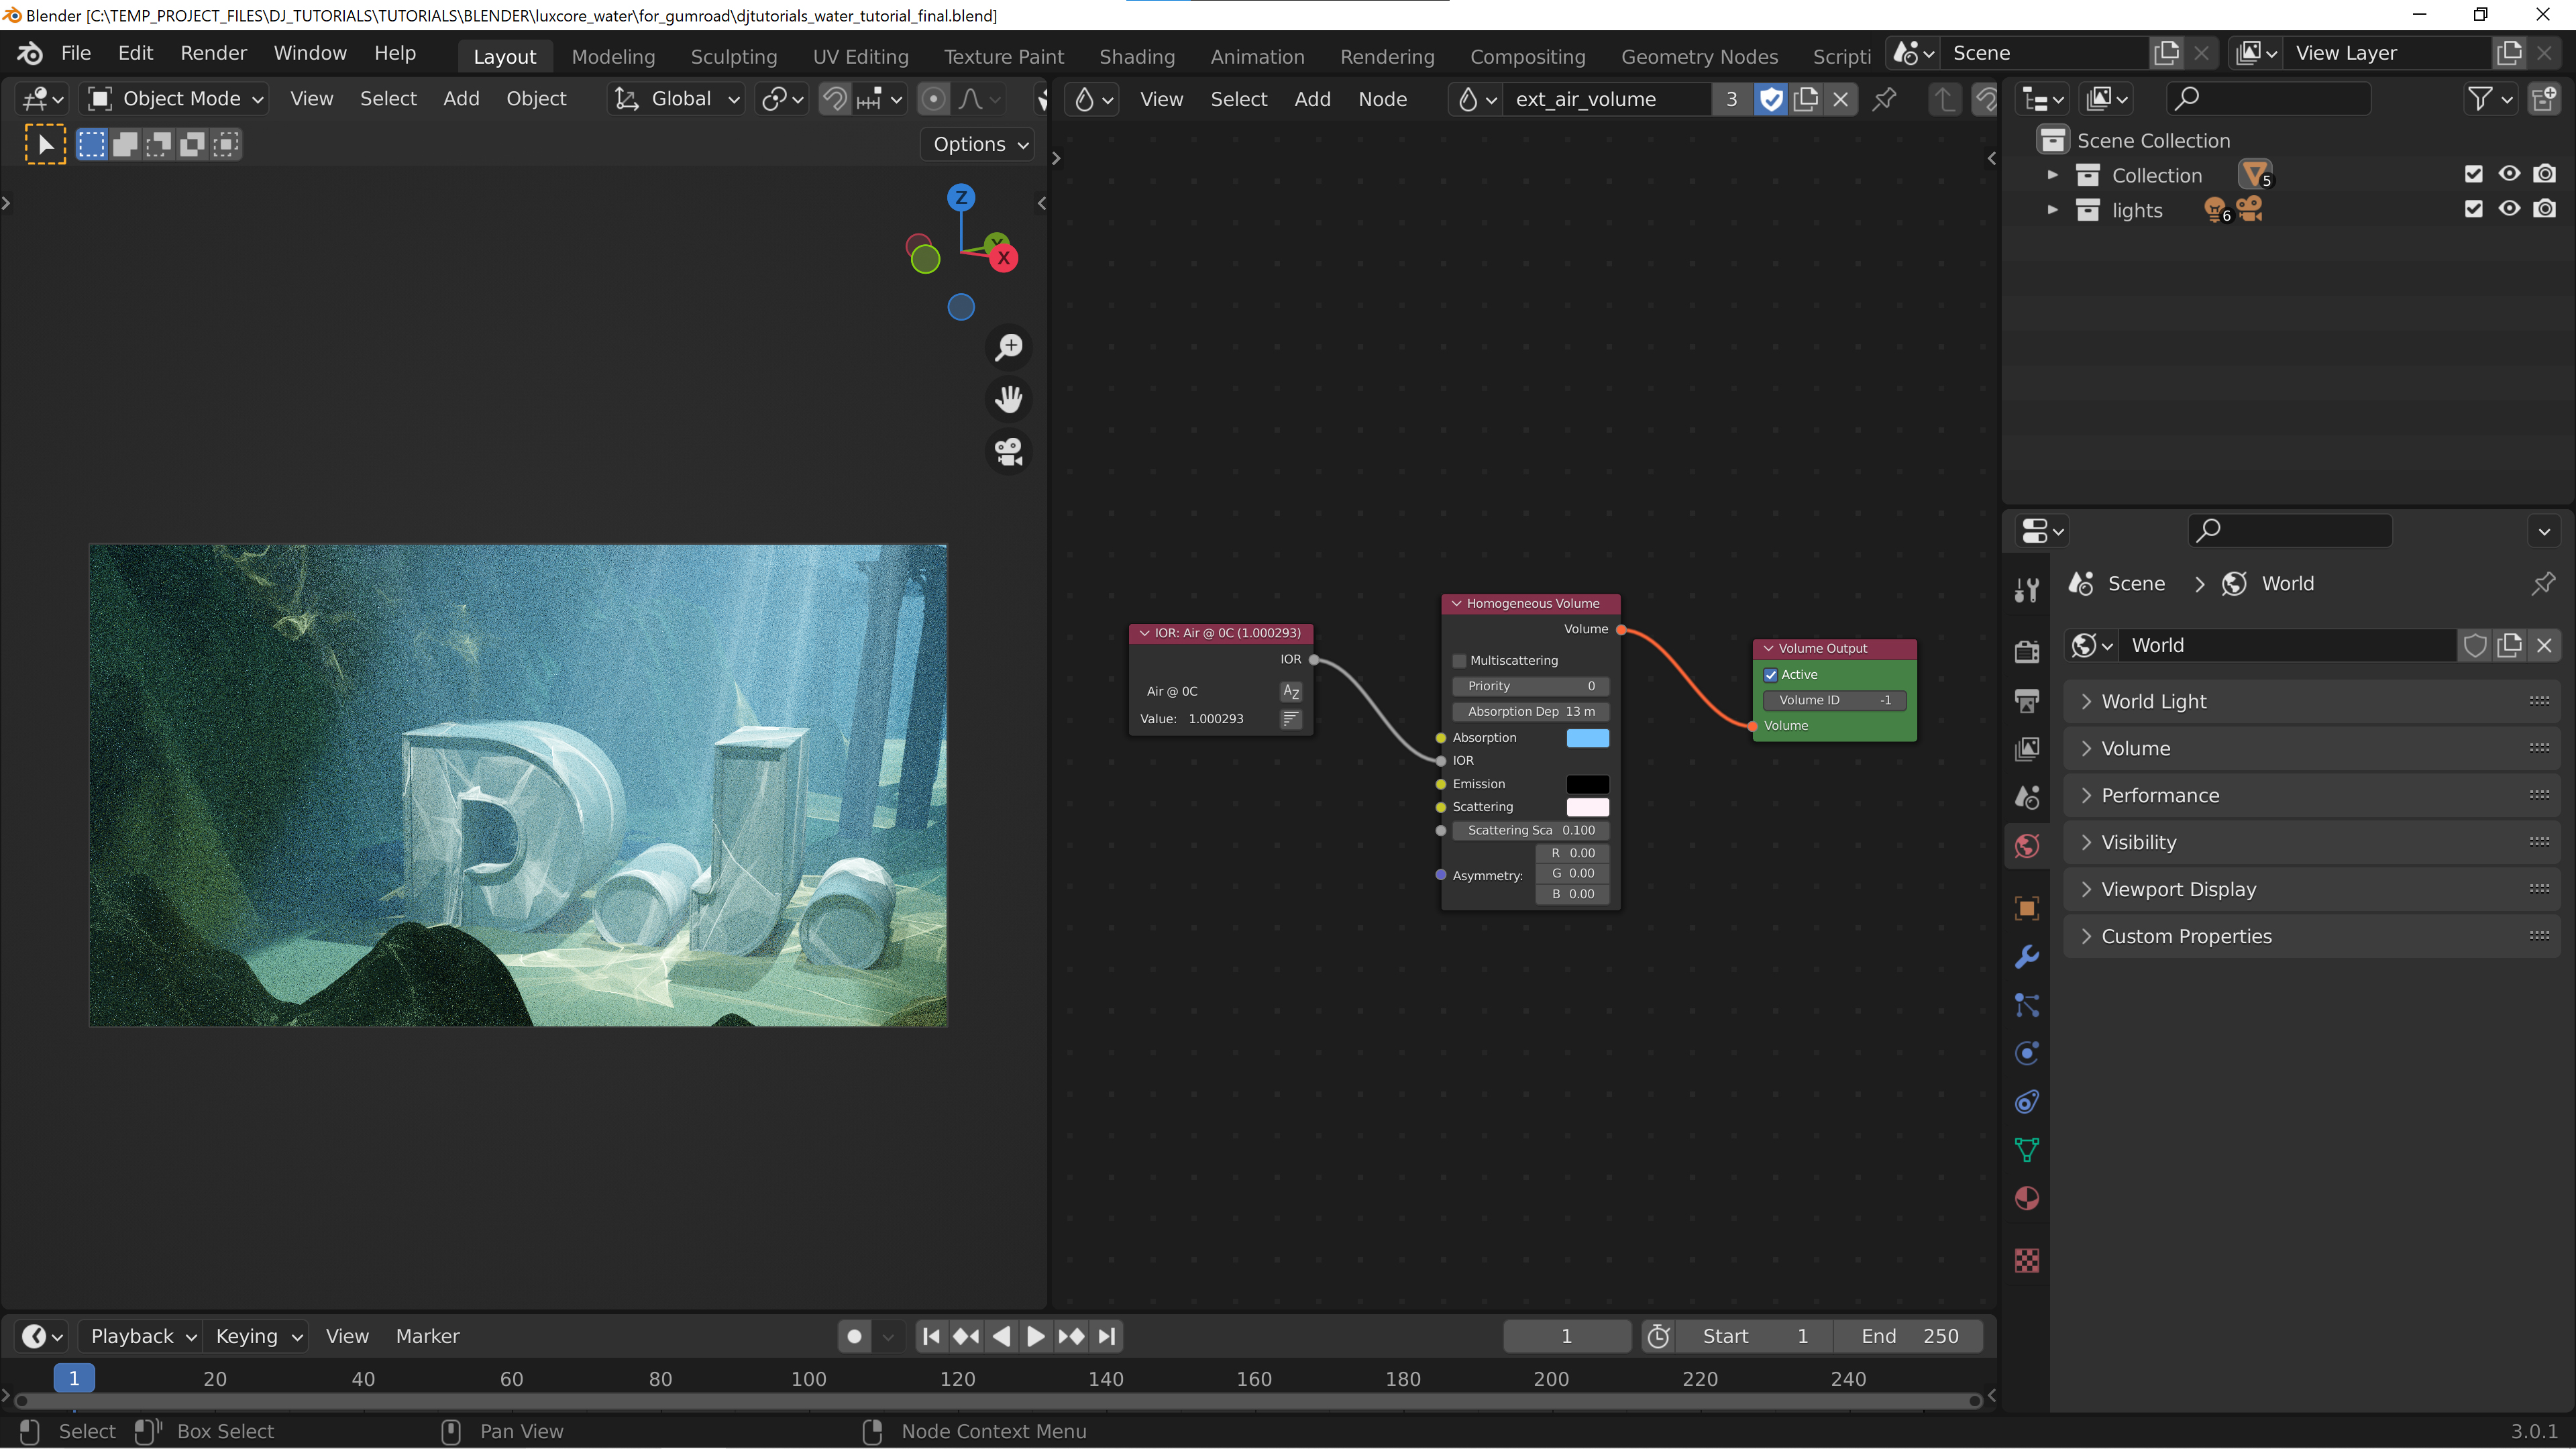 Blender [C:\TEMP_PROJECT_FILES\DJ_TUTORIALS\TUTORIALS\BLENDER\luxcore_water\for_gumroad\djtutorials_water_tutorial_final.blend]
File Edit Render Window Help Layout Modeling Sculpting UV Editing Texture Paint Shading Animation Rendering Compositing Geometry Nodes Scripti Scene View Layer
Object Mode View Select Add Object Global
View Select Add Node ext_air_volume 3
Options
Scene Collection
Collection 5
lights 6
Z
Y
X
D.J.
IOR: Air @ 0C (1.000293)
IOR
Air @ 0C
Value: 1.000293
Homogeneous Volume
Volume
Multiscattering
Priority 0
Absorption Dep 13 m
Absorption
IOR
Emission
Scattering
Scattering Sca 0.100
R 0.00
Asymmetry: G 0.00
B 0.00
Volume Output
Active
Volume ID -1
Volume
Scene World
World
World Light
Volume
Performance
Visibility
Viewport Display
Custom Properties
Playback Keying View Marker 1 Start 1 End 250
1 20 40 60 80 100 120 140 160 180 200 220 240
Select Box Select Pan View Node Context Menu 3.0.1